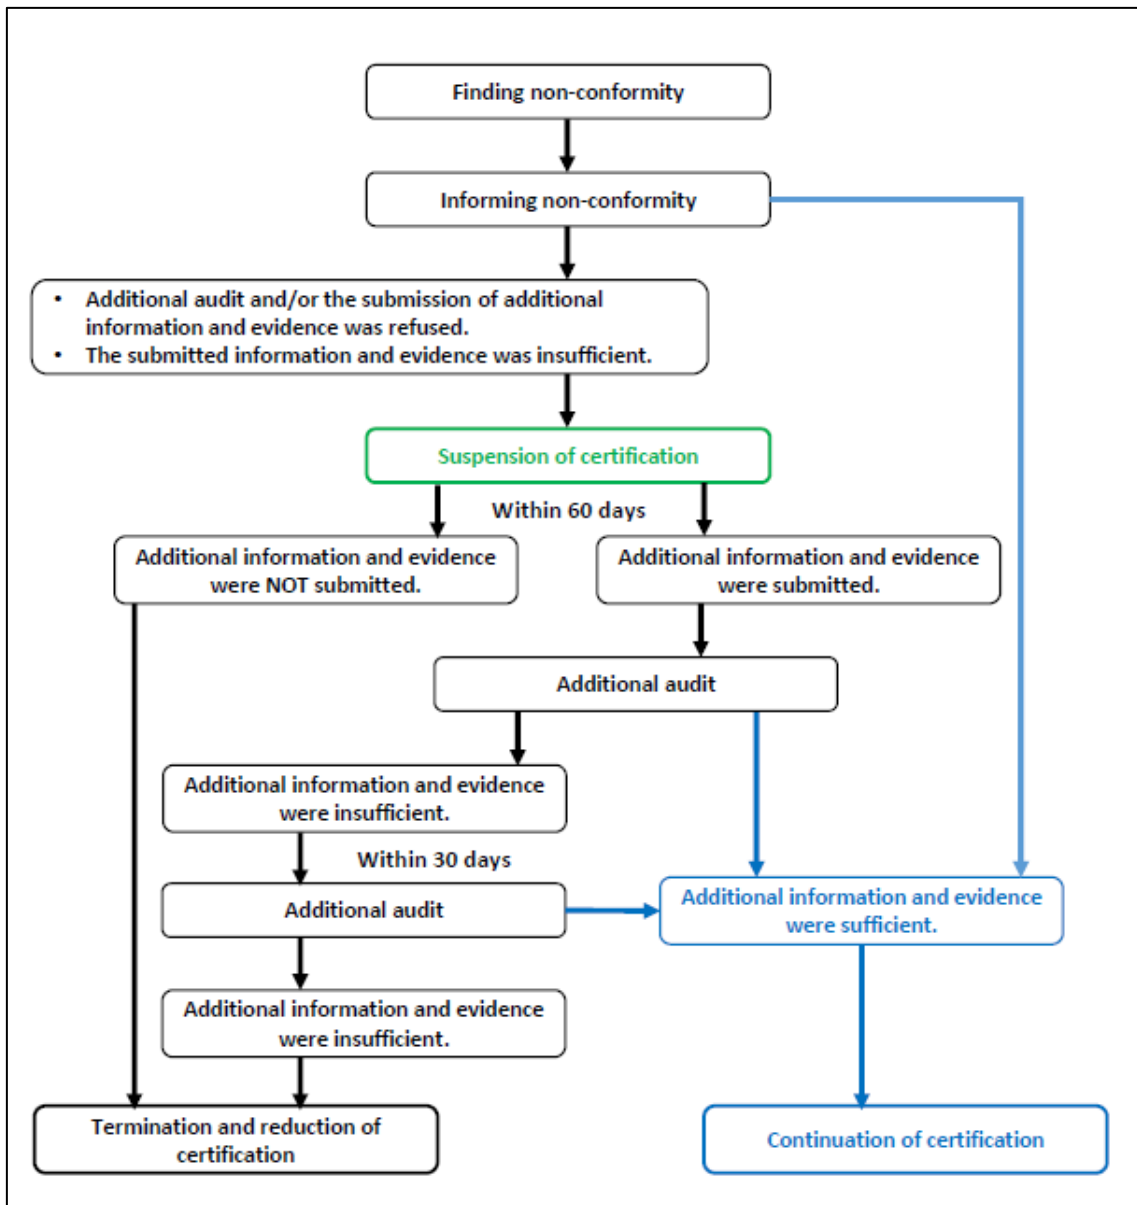 Finding non-conformity
Informing non-conformity
• Additional audit and/or the submission of additional
information and evidence was refused.
• The submitted information and evidence was insufficient.
Suspension of certification
Within 60 days
Additional information and evidence
were NOT submitted.
Additional information and evidence
were submitted.
Additional audit
Additional information and evidence
were insufficient.
Within 30 days
Additional audit
Additional information and evidence
were sufficient.
Additional information and evidence
were insufficient.
Termination and reduction of
certification
Continuation of certification